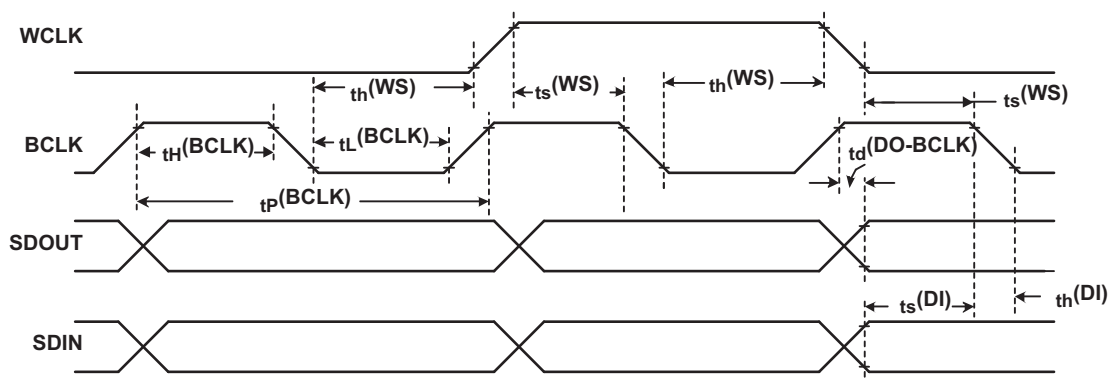 WCLK
th(WS) ts(WS) th(WS) ts(WS)
BCLK
tH(BCLK) tL(BCLK) td(DO-BCLK)
tP(BCLK)
SDOUT
ts(DI) th(DI)
SDIN